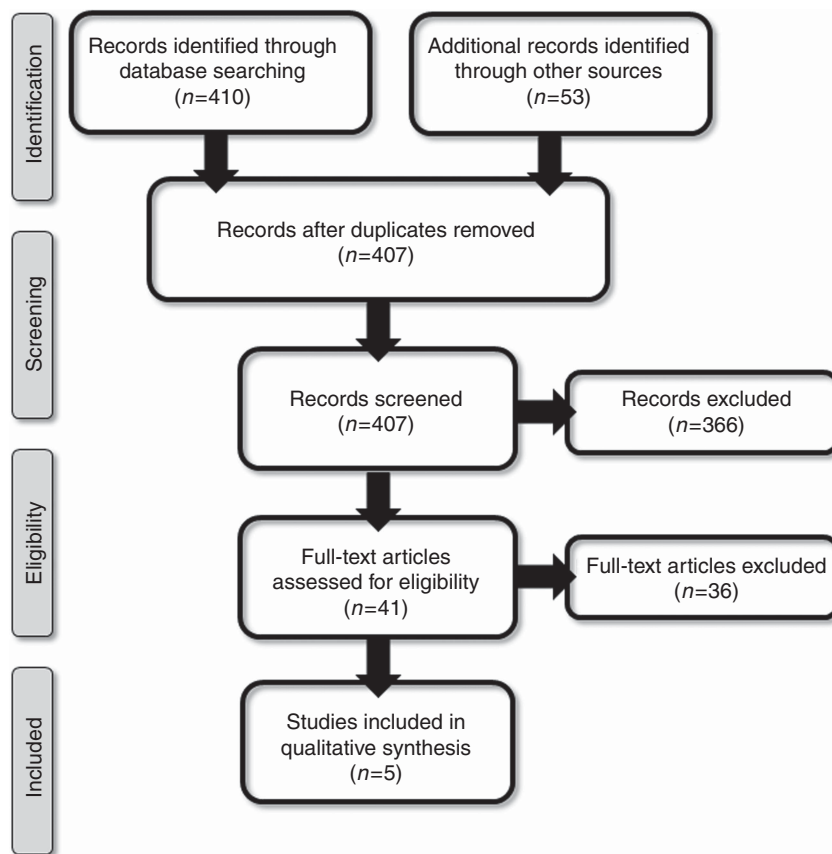 Identification
Records identified through
database searching
(n=410)
Additional records identified
through other sources
(n=53)
Records after duplicates removed
(n=407)
Screening
Records screened
(n=407)
Records excluded
(n=366)
Eligibility
Full-text articles
assessed for eligibility
(n=41)
Full-text articles excluded
(n=36)
Included
Studies included in
qualitative synthesis
(n=5)